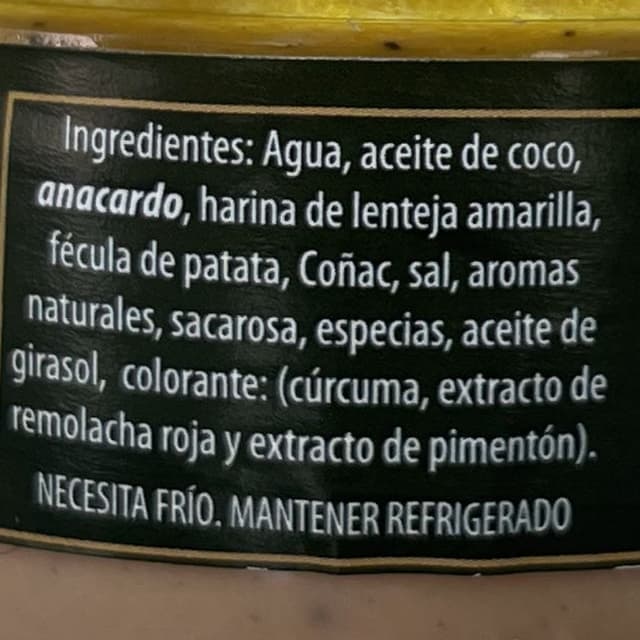 Ingredientes: Agua, aceite de coco,
anacardo, harina de lenteja amarilla,
fécula de patata, Coñac, sal, aromas
naturales, sacarosa, especias, aceite de
girasol, colorante: (cúrcuma, extracto de
remolacha roja y extracto de pimentón).
NECESITA FRÍO. MANTENER REFRIGERADO